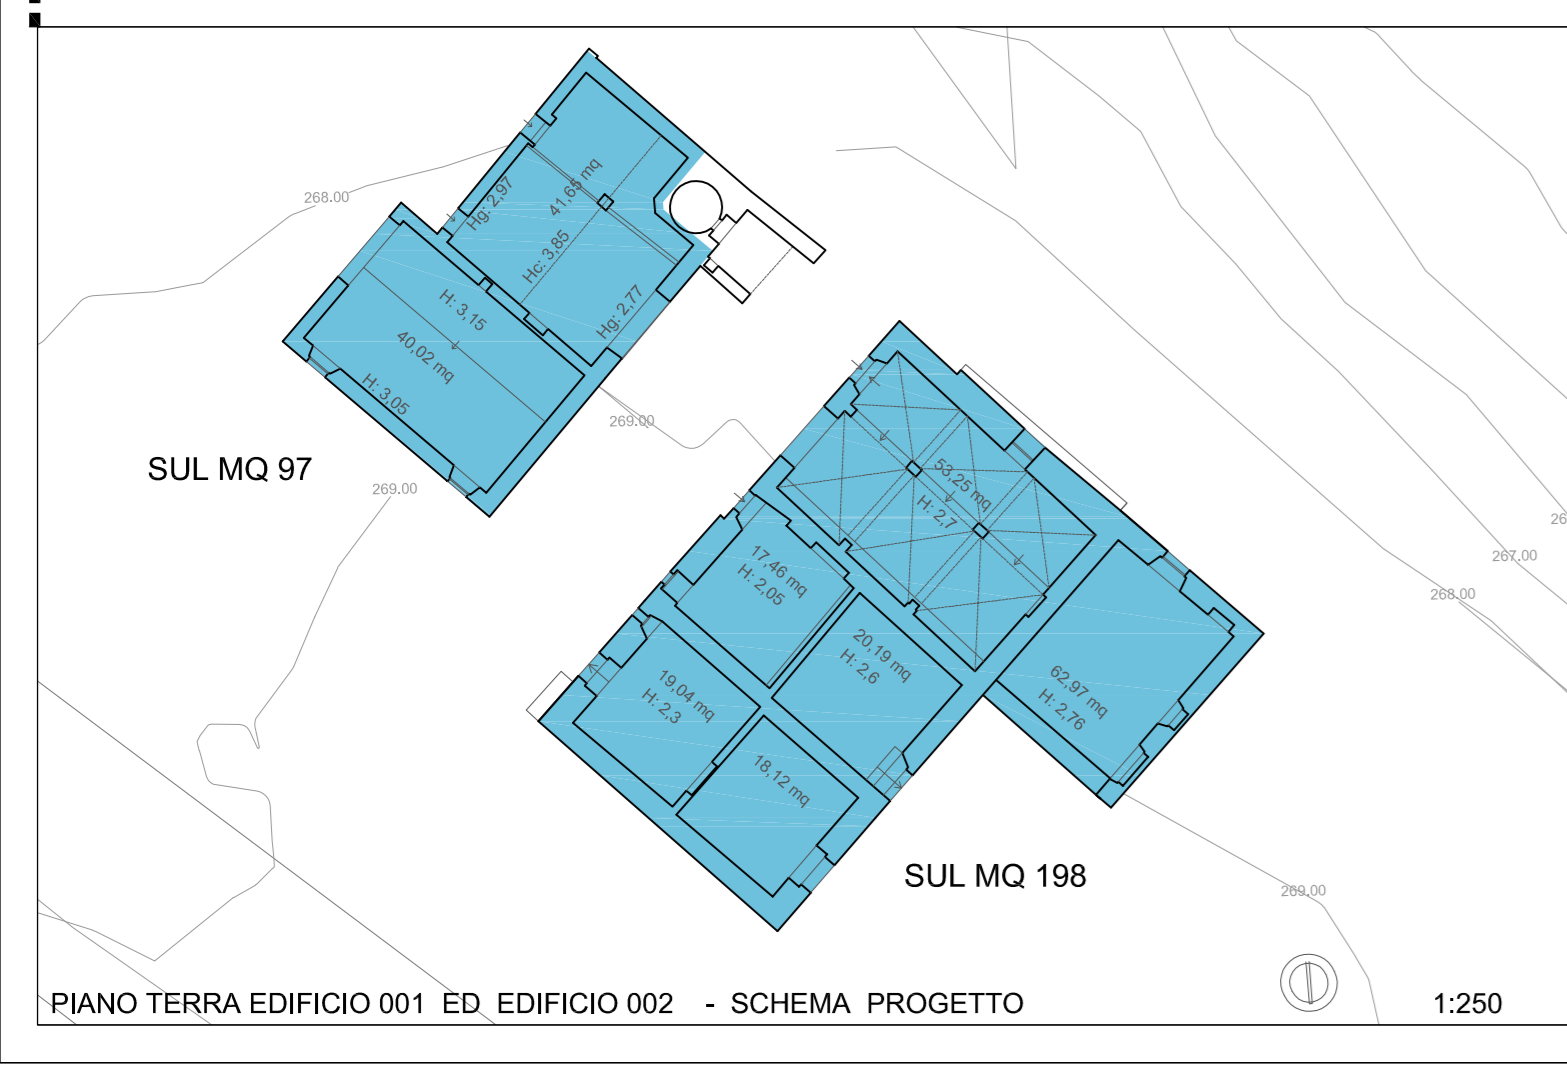 268.00
Hg: 2,97
41,65 mq
Hc: 3,85
Hg: 2,77
H: 3,15
40,02 mq
H: 3,05
269.00
SUL MQ 97
269.00
53,25 mq
H: 2,7
17,46 mq
H: 2,05
20,19 mq
H: 2,6
19,04 mq
H: 2,3
18,12 mq
62,97 mq
H: 2,76
26
267.00
268.00
SUL MQ 198
269.00
PIANO TERRA EDIFICIO 001 ED EDIFICIO 002 - SCHEMA PROGETTO
1:250